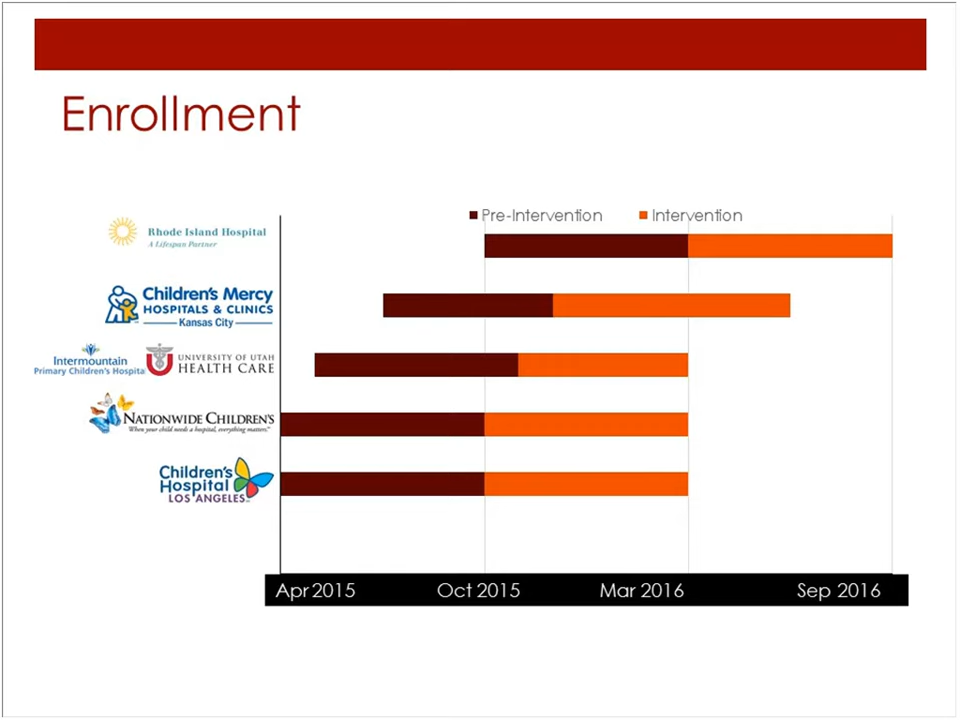 Enrollment
Pre-Intervention
Intervention
Rhode Island Hospital
A Lifespan Partner
Children's Mercy
HOSPITALS & CLINICS
Kansas City
Intermountain
Primary Children's Hospita
UNIVERSITY OF UTAH
HEALTH CARE
NATIONWIDE CHILDREN'S
When your child needs a hospital, everything matters.
Children's
Hospital
LOS ANGELES
Apr 2015
Oct 2015
Mar 2016
Sep 2016